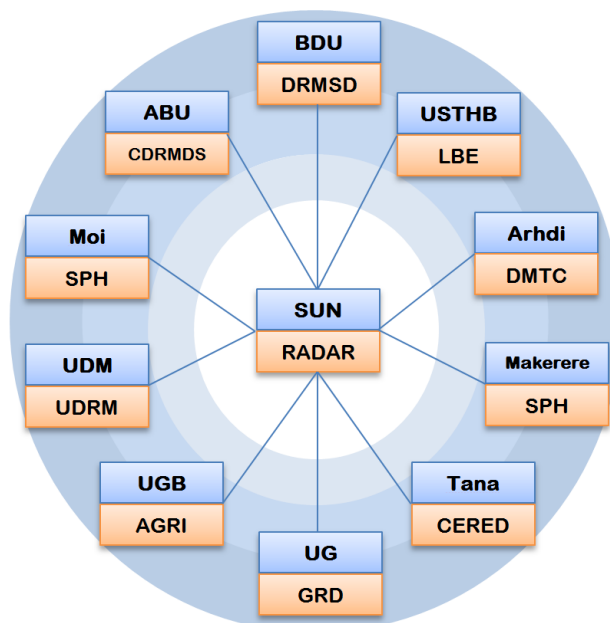 BDU
DRMSD
ABU
CDRMDS
USTHB
LBE
Moi
SPH
Arhdi
DMTC
SUN
RADAR
UDM
UDRM
Makerere
SPH
UGB
AGRI
Tana
CERED
UG
GRD